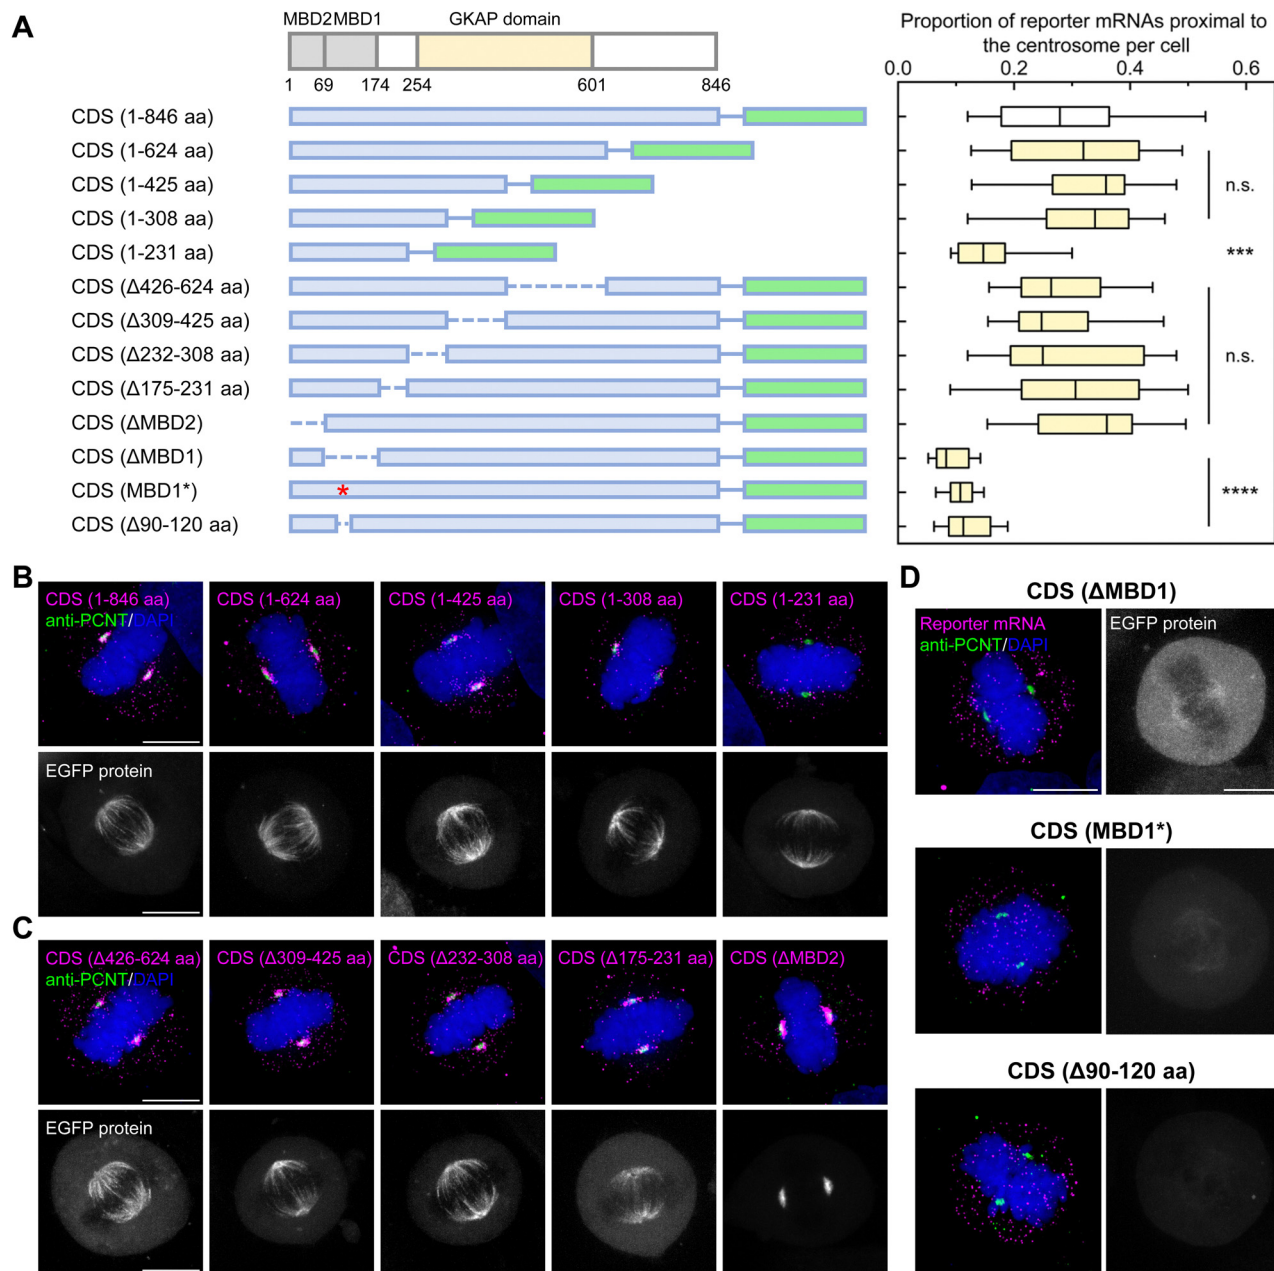 A
MBD2 MBD1 GKAP domain
1 69 174 254 601 846
Proportion of reporter mRNAs proximal to
the centrosome per cell
0.0 0.2 0.4 0.6
CDS (1-846 aa)
CDS (1-624 aa)
CDS (1-425 aa)
n.s.
CDS (1-308 aa)
CDS (1-231 aa)
***
CDS (Δ426-624 aa)
CDS (Δ309-425 aa)
CDS (Δ232-308 aa)
n.s.
CDS (Δ175-231 aa)
CDS (ΔMBD2)
CDS (ΔMBD1)
CDS (MBD1*)
*
****
CDS (Δ90-120 aa)
B
CDS (1-846 aa)
anti-PCNT/DAPI
CDS (1-624 aa)
CDS (1-425 aa)
CDS (1-308 aa)
CDS (1-231 aa)
EGFP protein
C
CDS (Δ426-624 aa)
anti-PCNT/DAPI
CDS (Δ309-425 aa)
CDS (Δ232-308 aa)
CDS (Δ175-231 aa)
CDS (ΔMBD2)
EGFP protein
D
CDS (ΔMBD1)
Reporter mRNA
anti-PCNT/DAPI
EGFP protein
CDS (MBD1*)
CDS (Δ90-120 aa)